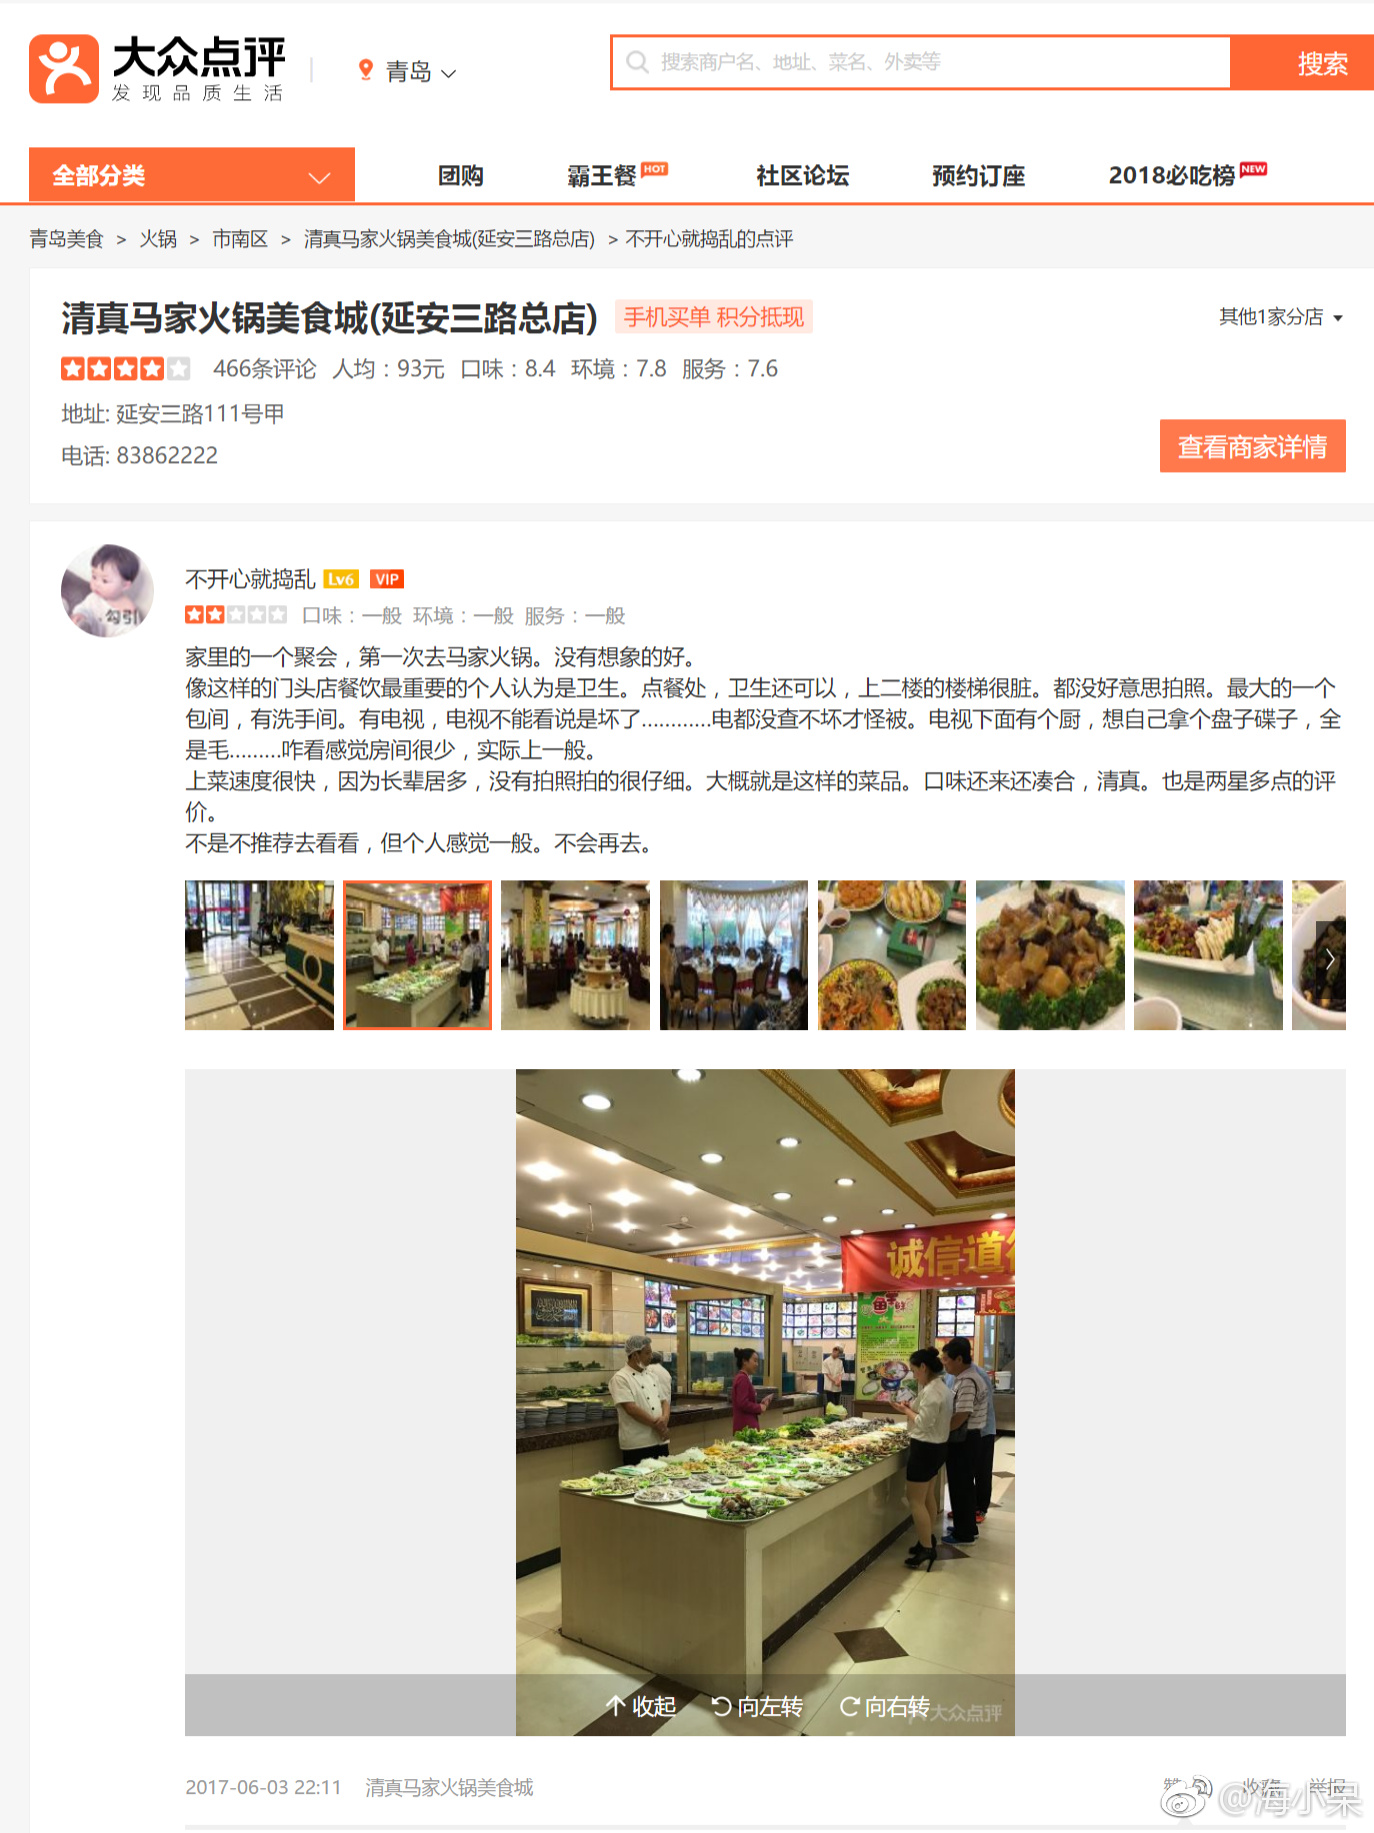 大众点评
发现品质生活
青岛
搜索商户名、地址、菜名、外卖等
搜索
全部分类
团购
霸王餐 HOT
社区论坛
预约订座
2018必吃榜 NEW
青岛美食 > 火锅 > 市南区 > 清真马家火锅美食城(延安三路总店) > 不开心就捣乱的点评
清真马家火锅美食城(延安三路总店) 手机买单 积分抵现
其他1家分店
466条评论 人均：93元 口味：8.4 环境：7.8 服务：7.6
地址: 延安三路111号甲
电话: 83862222
查看商家详情
勾引
不开心就捣乱 Lv6 VIP
口味：一般 环境：一般 服务：一般
家里的一个聚会，第一次去马家火锅。没有想象的好。
像这样的门头店餐饮最重要的个人认为是卫生。点餐处，卫生还可以，上二楼的楼梯很脏。都没好意思拍照。最大的一个
包间，有洗手间。有电视，电视不能看说是坏了............电都没查不坏才怪被。电视下面有个厨，想自己拿个盘子碟子，全
是毛.........咋看感觉房间很少，实际上一般。
上菜速度很快，因为长辈居多，没有拍照拍的很仔细。大概就是这样的菜品。口味还来还凑合，清真。也是两星多点的评
价。
不是不推荐去看看，但个人感觉一般。不会再去。
诚信道
收起 向左转 向右转
大众点评
2017-06-03 22:11 清真马家火锅美食城
赞 收藏 举报
@海小呆